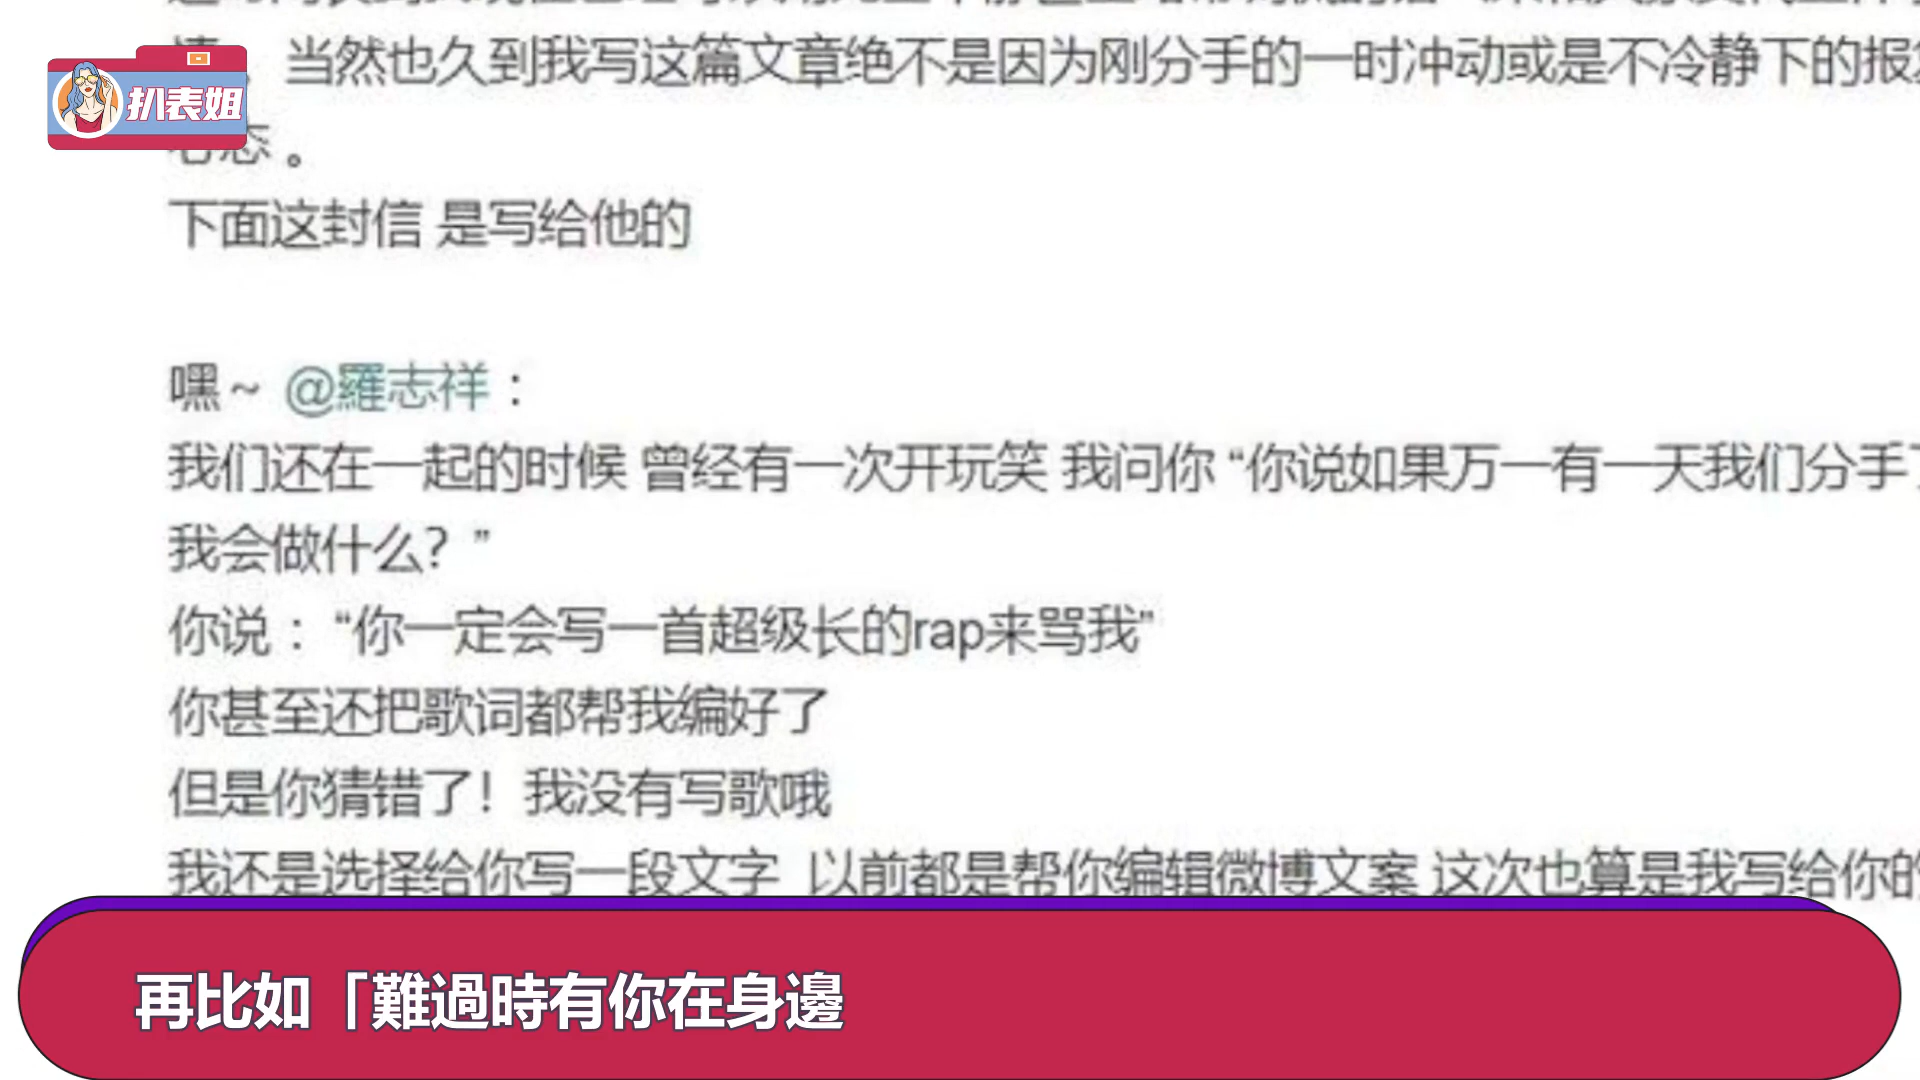 扒表姐
当然也久到我写这篇文章绝不是因为刚分手的一时冲动或是不冷静下的报
心态。
下面这封信 是写给他的
嘿~ @羅志祥：
我们还在一起的时候 曾经有一次开玩笑 我问你 “你说如果万一有一天我们分手了
我会做什么？”
你说：“你一定会写一首超级长的rap来骂我”
你甚至还把歌词都帮我编好了
但是你猜错了！我没有写歌哦
我还是选择给你写一段文字 以前都是帮你编辑微博文案 这次也算是我写给你的
再比如「難過時有你在身邊